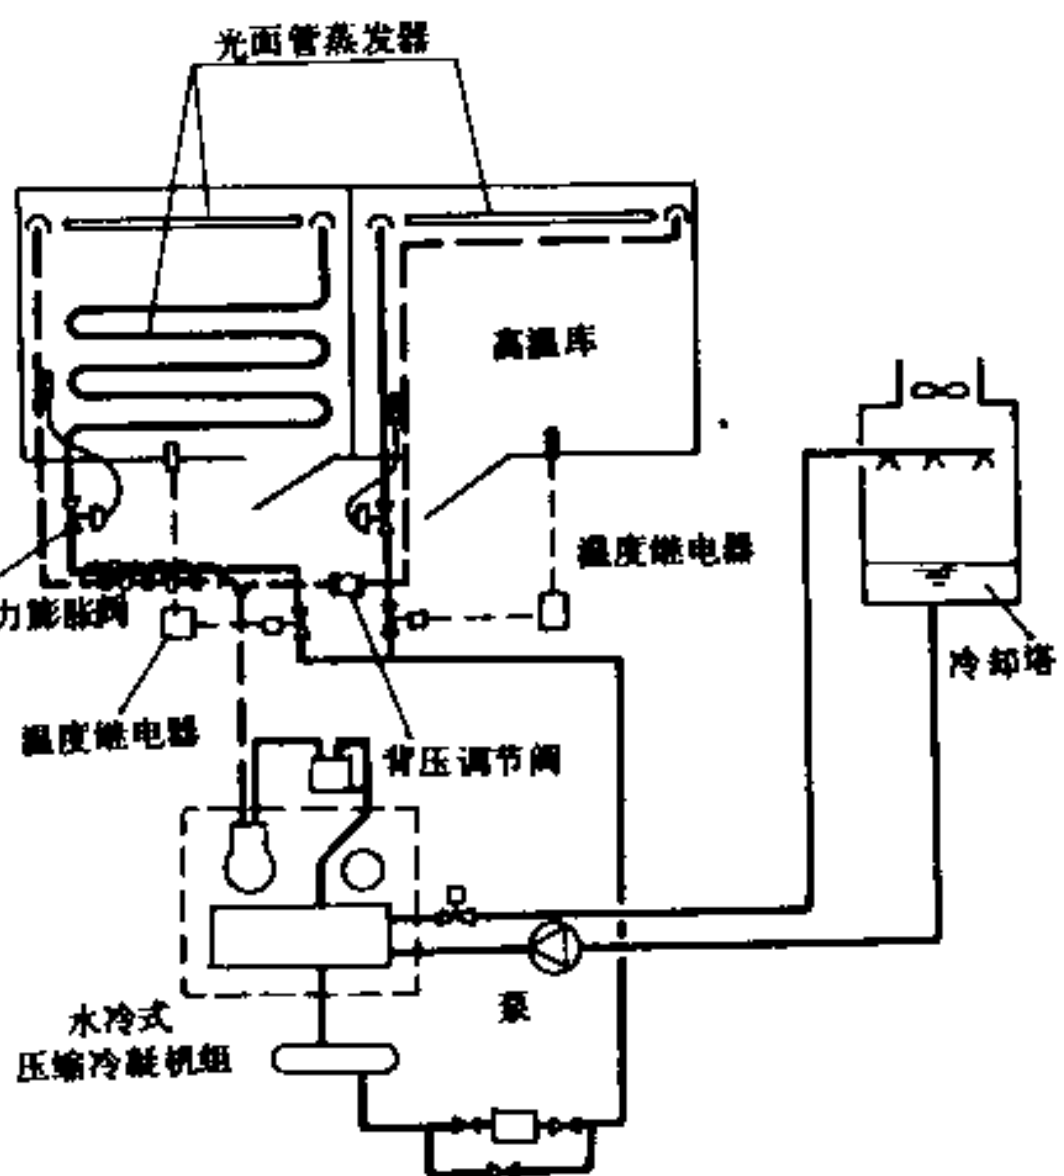 光面管蒸发器
高温库
温度继电器
力膨胀阀
冷却塔
温度继电器
背压调节阀
泵
水冷式
压缩冷凝机组